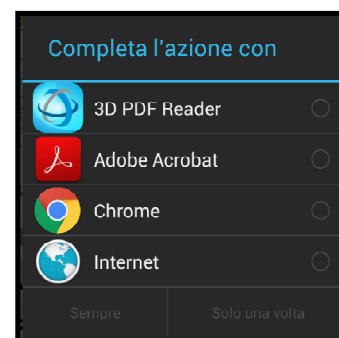 Completa l'azione con
3D PDF Reader
Adobe Acrobat
Chrome
Internet
Sempre Solo una volta